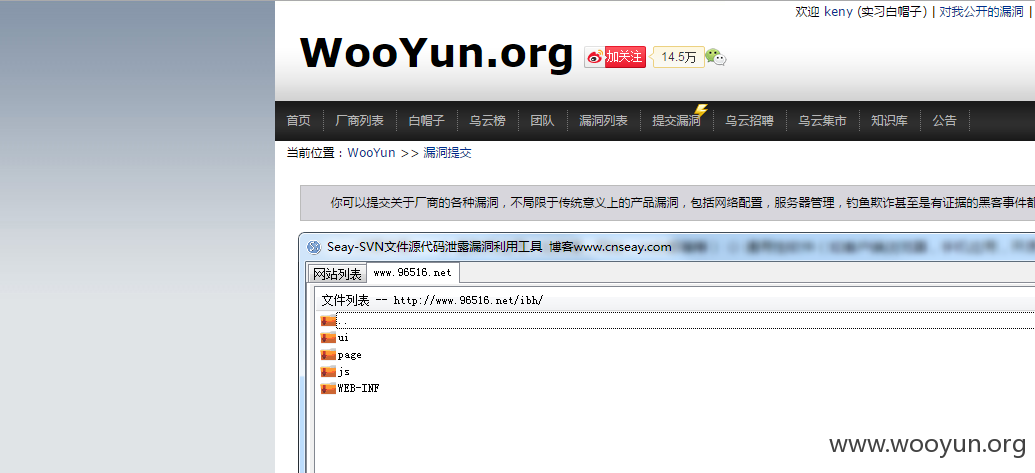 欢迎 keny (实习白帽子) | 对我公开的漏洞 |
WooYun.org
加关注
14.5万
首页 厂商列表 白帽子 乌云榜 团队 漏洞列表 提交漏洞 乌云招聘 乌云集市 知识库 公告
当前位置：WooYun >> 漏洞提交
你可以提交关于厂商的各种漏洞，不局限于传统意义上的产品漏洞，包括网络配置，服务器管理，钓鱼欺诈甚至是有证据的黑客事件都
Seay-SVN文件源代码泄露漏洞利用工具 博客www.cnseay.com
网站列表 www.96516.net
文件列表 -- http://www.96516.net/ibh/
..
ui
page
js
WEB-INF
www.wooyun.org